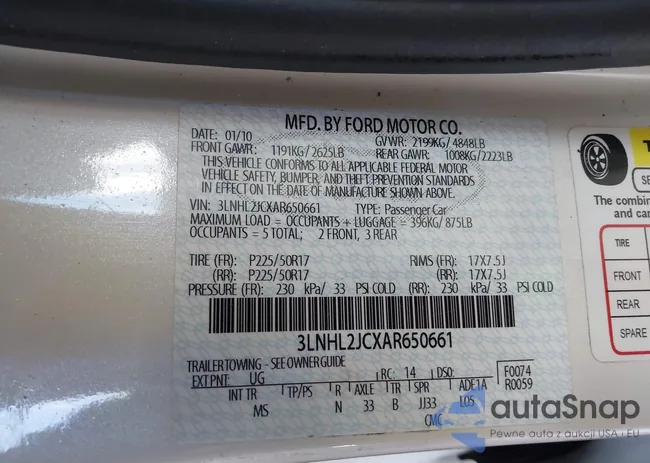 MFD. BY FORD MOTOR CO.
DATE: 01/10 GVWR: 2199KG/ 4848LB
FRONT GAWR: 1191KG/ 2625LB REAR GAWR: 1008KG/2223LB
THIS VEHICLE CONFORMS TO ALL APPLICABLE FEDERAL MOTOR
VEHICLE SAFETY, BUMPER, AND THEFT PREVENTION STANDARDS
IN EFFECT ON THE DATE OF MANUFACTURE SHOWN ABOVE.
VIN: 3LNHL2JCXAR650661 TYPE: Passenger Car
MAXIMUM LOAD = OCCUPANTS + LUGGAGE = 396KG/ 875LB
OCCUPANTS = 5 TOTAL; 2 FRONT, 3 REAR
TIRE (FR): P225/50R17 RIMS (FR): 17X7.5J
(RR): P225/50R17 (RR): 17X7.5J
PRESSURE (FR): 230 kPa/ 33 PSI COLD (RR): 230 kPa/ 33 PSI COLD
3LNHL2JCXAR650661
TRAILER TOWING - SEE OWNER GUIDE
EXT PNT: UG RC: 14 DSO: F0074
INT TR TP/PS R AXLE TR SPR ADE1A R0059
MS N 33 B JJ33 L05
CMC
The combin
and car
TIRE
FRONT
REAR
SPARE
autaSnap
Pewne auta z aukcji USA i EU